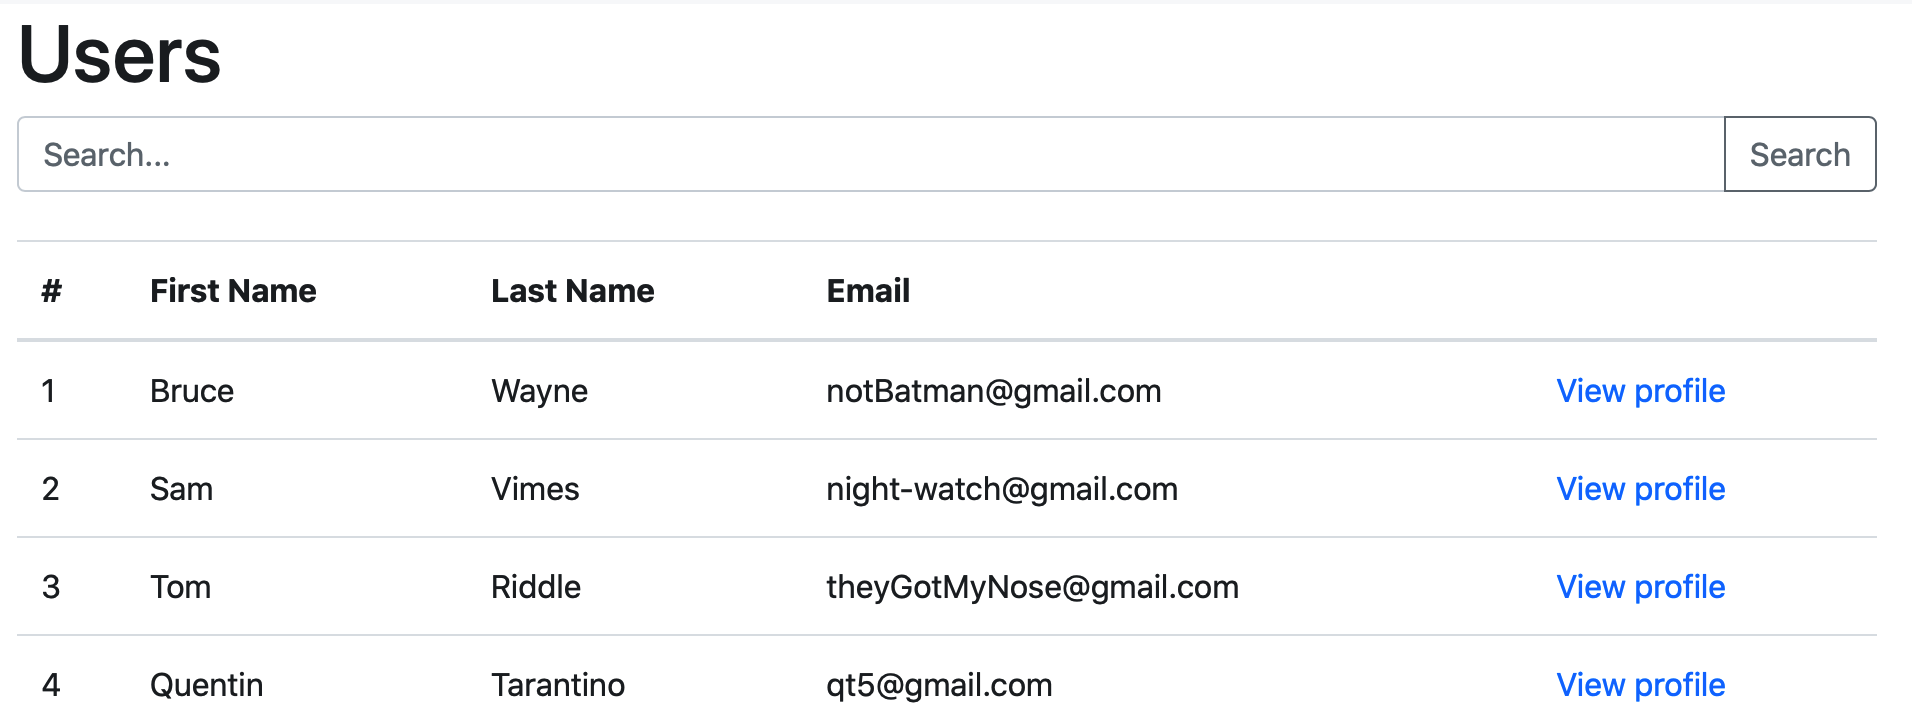 Users
Search...
Search
# First Name Last Name Email
1 Bruce Wayne notBatman@gmail.com View profile
2 Sam Vimes night-watch@gmail.com View profile
3 Tom Riddle theyGotMyNose@gmail.com View profile
4 Quentin Tarantino qt5@gmail.com View profile